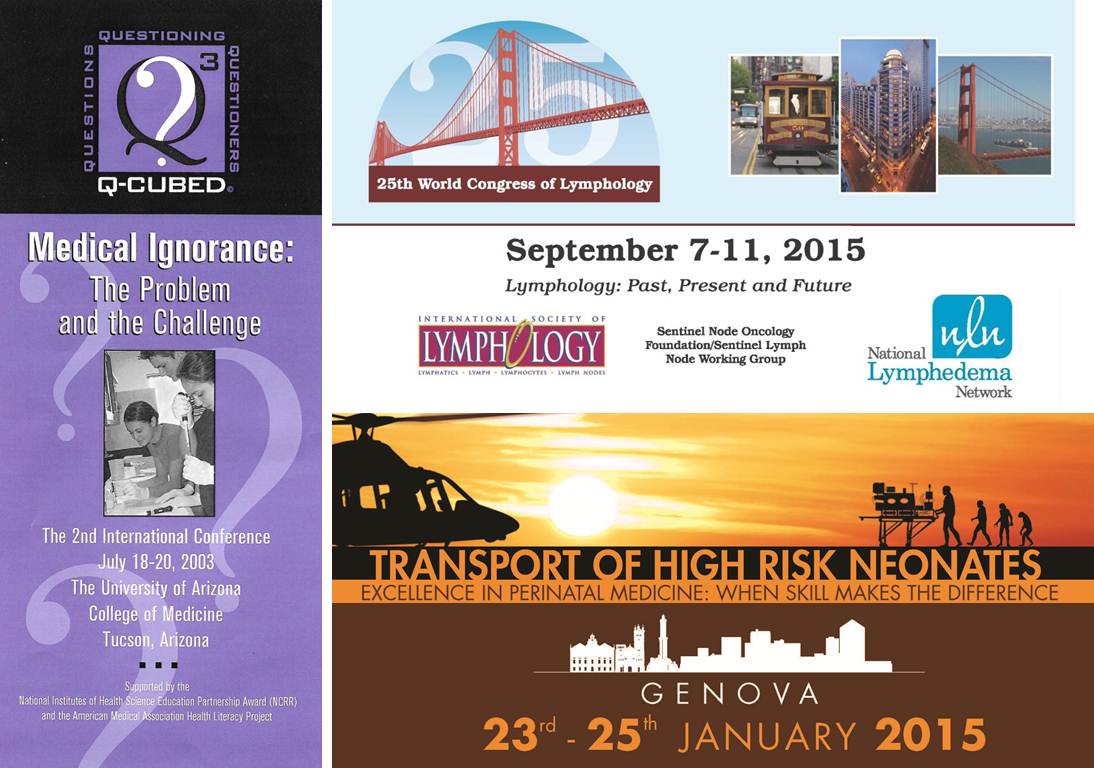 QUESTIONING
QUESTIONS
QUESTIONERS
Q3
Q-CUBED©
Medical Ignorance:
The Problem
and the Challenge
The 2nd International Conference
July 18-20, 2003
The University of Arizona
College of Medicine
Tucson, Arizona
Supported by the
National Institutes of Health Science Education Partnership Award (NCRR)
and the American Medical Association Health Literacy Project
25
25th World Congress of Lymphology
September 7-11, 2015
Lymphology: Past, Present and Future
INTERNATIONAL SOCIETY OF
LYMPHOLOGY
LYMPHATICS • LYMPH • LYMPHOCYTES • LYMPH NODES
Sentinel Node Oncology
Foundation/Sentinel Lymph
Node Working Group
nln
National
Lymphedema
Network
TRANSPORT OF HIGH RISK NEONATES
EXCELLENCE IN PERINATAL MEDICINE: WHEN SKILL MAKES THE DIFFERENCE
GENOVA
23rd - 25th JANUARY 2015